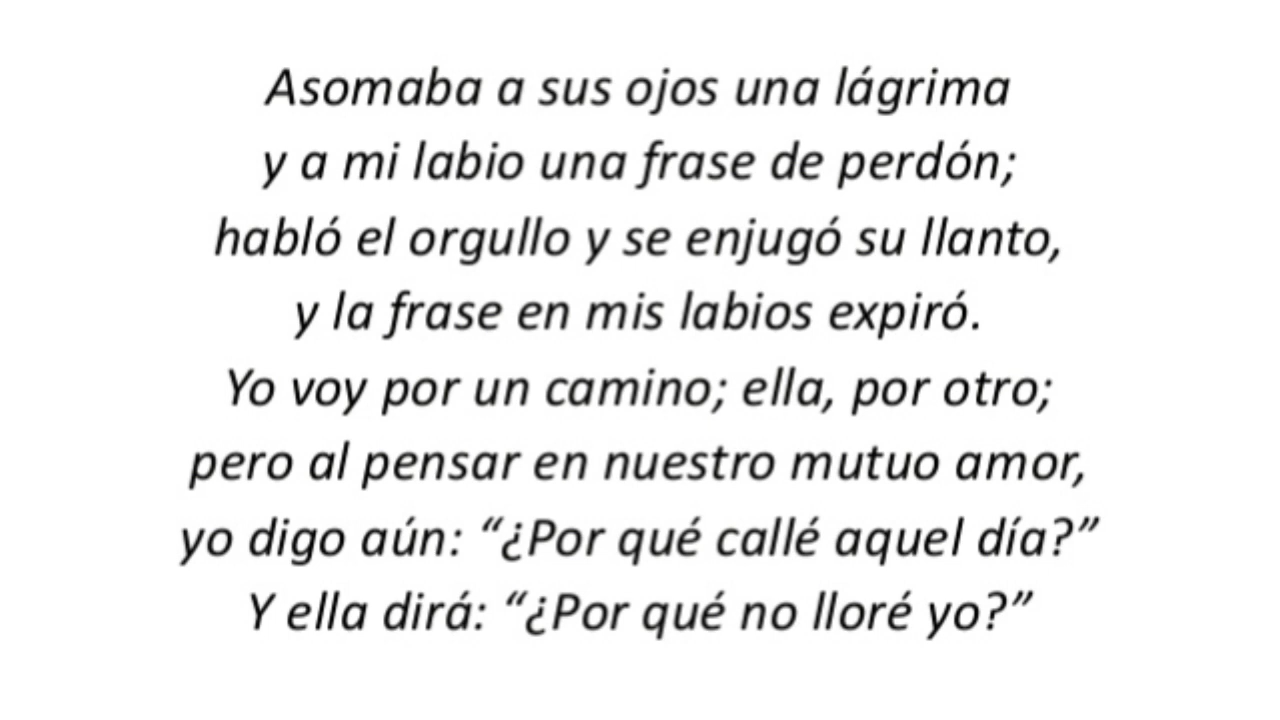 Asomaba a sus ojos una lágrima
y a mi labio una frase de perdón;
habló el orgullo y se enjugó su llanto,
y la frase en mis labios expiró.
Yo voy por un camino; ella, por otro;
pero al pensar en nuestro mutuo amor,
yo digo aún: “¿Por qué callé aquel día?”
Y ella dirá: “¿Por qué no lloré yo?”